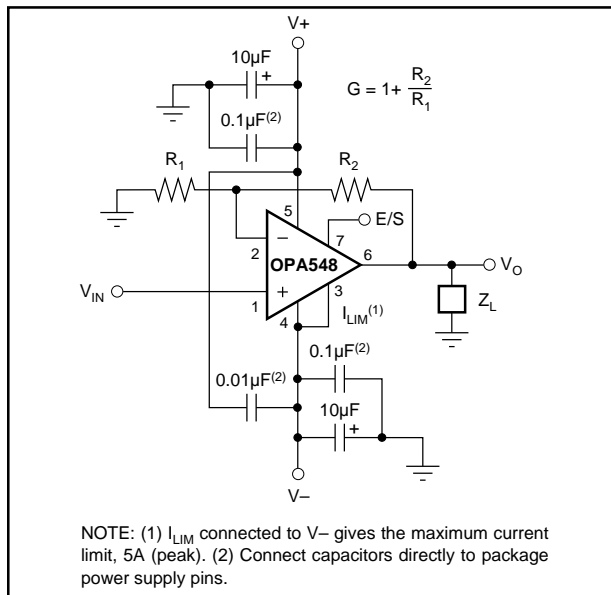 V+
10µF
+
G = 1+ R2/R1
0.1µF(2)
R1
R2
5
E/S
7
2
–
OPA548
6
VO
VIN
+
1
3
4
ILIM(1)
ZL
0.1µF(2)
0.01µF(2)
10µF
+
V–
NOTE: (1) ILIM connected to V– gives the maximum current
limit, 5A (peak). (2) Connect capacitors directly to package
power supply pins.